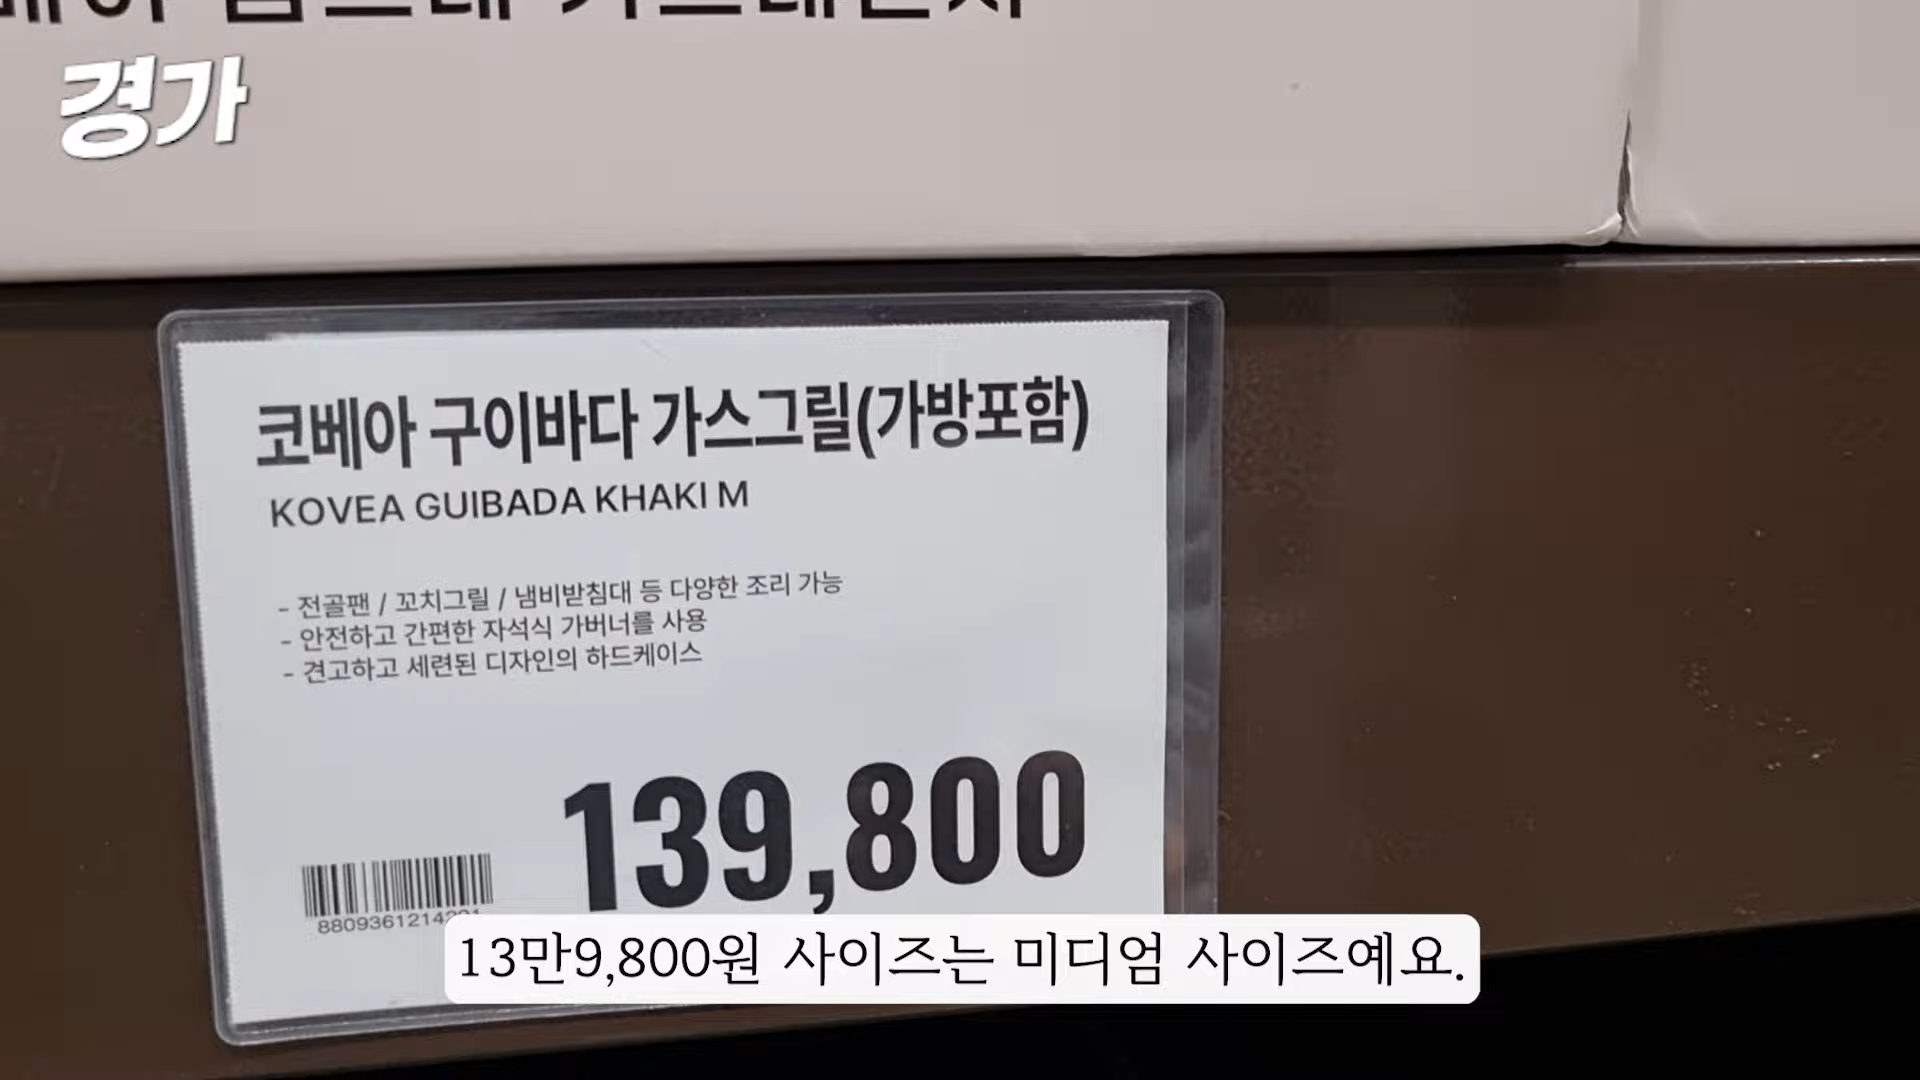 경가
코베아 구이바다 가스그릴(가방포함)
KOVEA GUIBADA KHAKI M
- 전골팬 / 꼬치그릴 / 냄비받침대 등 다양한 조리 가능
- 안전하고 간편한 자석식 가버너를 사용
- 견고하고 세련된 디자인의 하드케이스
139,800
13만9,800원 사이즈는 미디엄 사이즈예요.